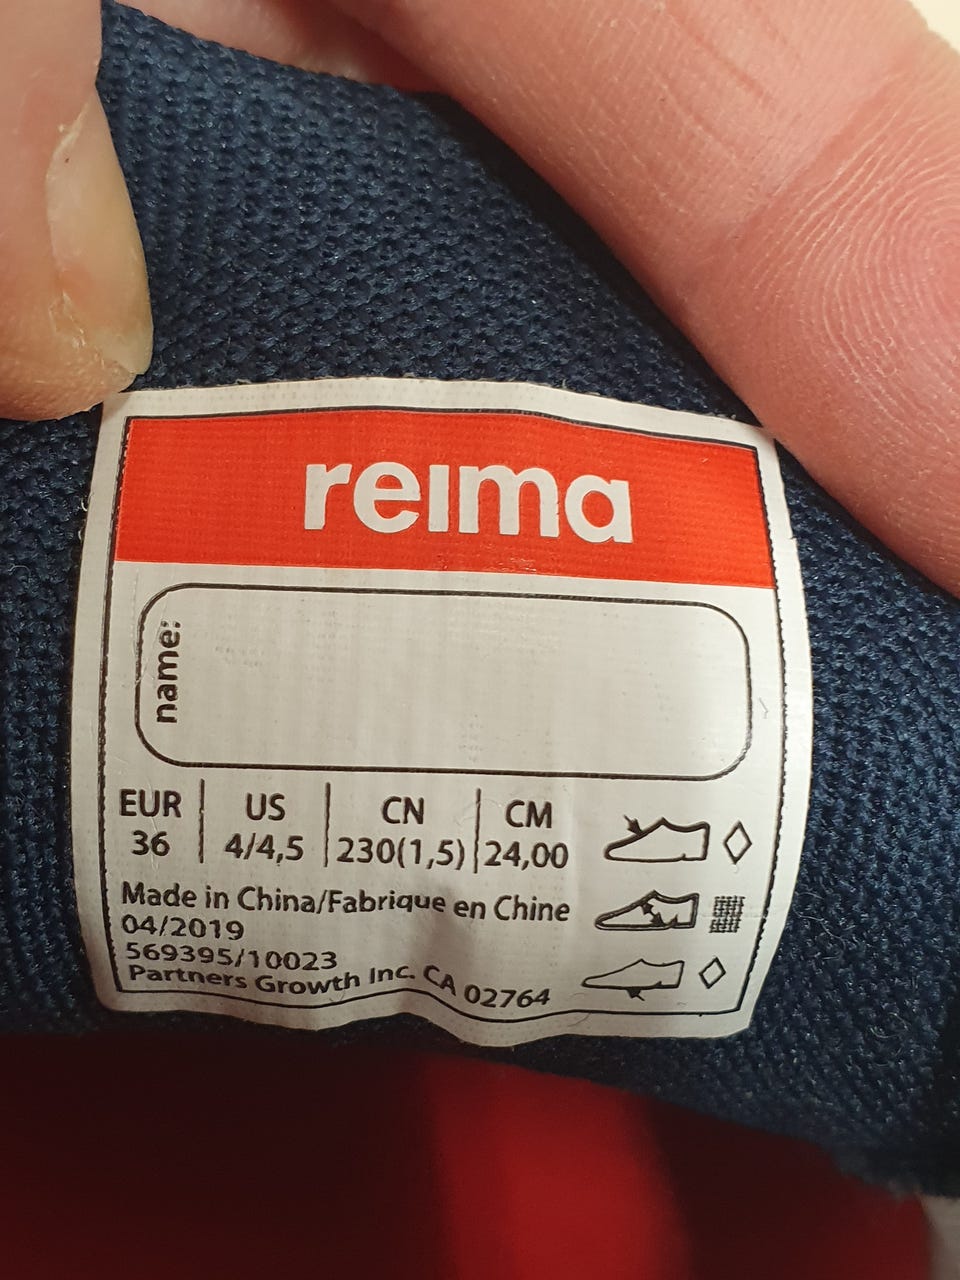 reima
name:
EUR US CN CM
36 4/4,5 230(1,5) 24,00
Made in China/Fabrique en Chine
04/2019
569395/10023
Partners Growth Inc. CA 02764